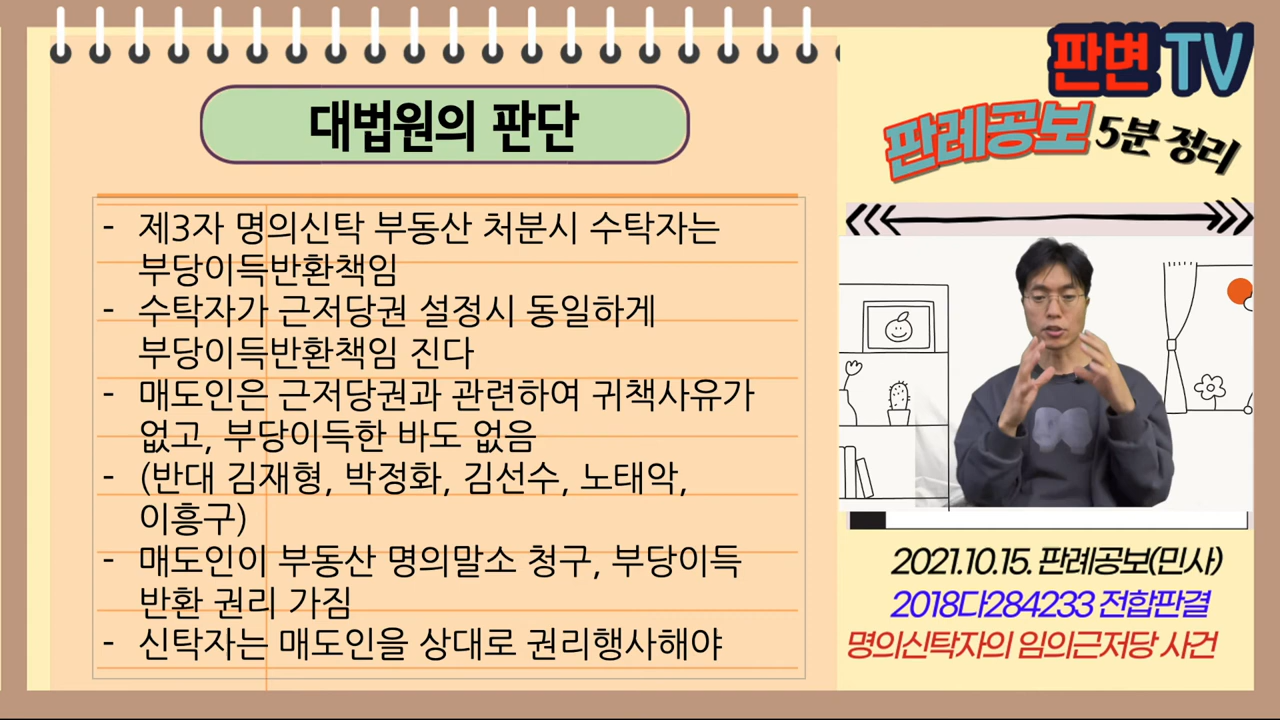 대법원의 판단
- 제3자 명의신탁 부동산 처분시 수탁자는
부당이득반환책임
- 수탁자가 근저당권 설정시 동일하게
부당이득반환책임 진다
- 매도인은 근저당권과 관련하여 귀책사유가
없고, 부당이득한 바도 없음
- (반대 김재형, 박정화, 김선수, 노태악,
이흥구)
- 매도인이 부동산 명의말소 청구, 부당이득
반환 권리 가짐
- 신탁자는 매도인을 상대로 권리행사해야
판변 TV
판례공보 5분 정리
2021.10.15. 판례공보(민사)
2018다284233 전합판결
명의신탁자의 임의근저당 사건